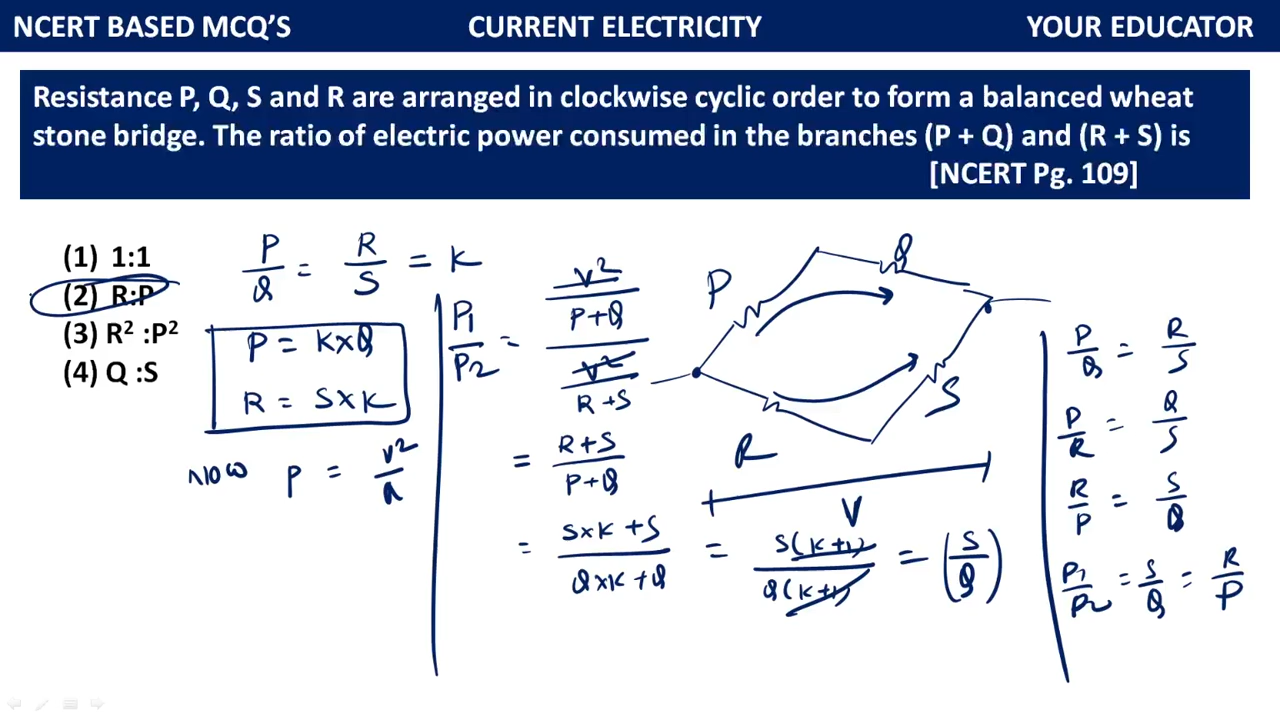 NCERT BASED MCQ'S CURRENT ELECTRICITY YOUR EDUCATOR
Resistance P, Q, S and R are arranged in clockwise cyclic order to form a balanced wheat
stone bridge. The ratio of electric power consumed in the branches (P + Q) and (R + S) is
[NCERT Pg. 109]
(1) 1:1
(2) R:P
(3) R² :P²
(4) Q :S
P/Q = R/S = K
P = K×Q
R = S×K
Now P = V²/R
P1/P2 = V²/(P+Q) / V²/(R+S)
= R+S / P+Q
= S×K+S / Q×K+Q = S(K+1) / Q(K+1) = (S/Q)
P
Q
R
S
V
P/Q = R/S
P/R = Q/S
R/P = S/Q
P1/P2 = S/Q = R/P